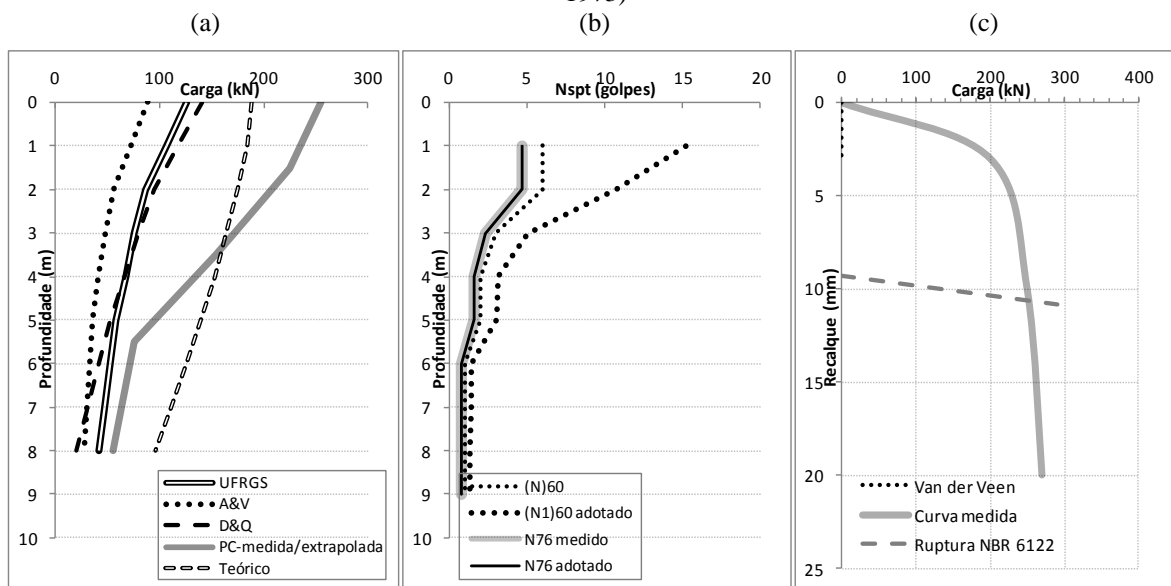 1975)
(a)
(b)
(c)
0 100 200 300
Carga (kN)
0
1
2
3
4
5
6
7
8
9
10
Profundidade (m)
UFRGS
A&V
D&Q
PC-medida/extrapolada
Teórico
0 5 10 15 20
Nspt (golpes)
0
1
2
3
4
5
6
7
8
9
10
Profundidade (m)
(N)60
(N1)60 adotado
N76 medido
N76 adotado
0 100 200 300 400
Carga (kN)
0
5
10
15
20
25
Recalque (mm)
Van der Veen
Curva medida
Ruptura NBR 6122